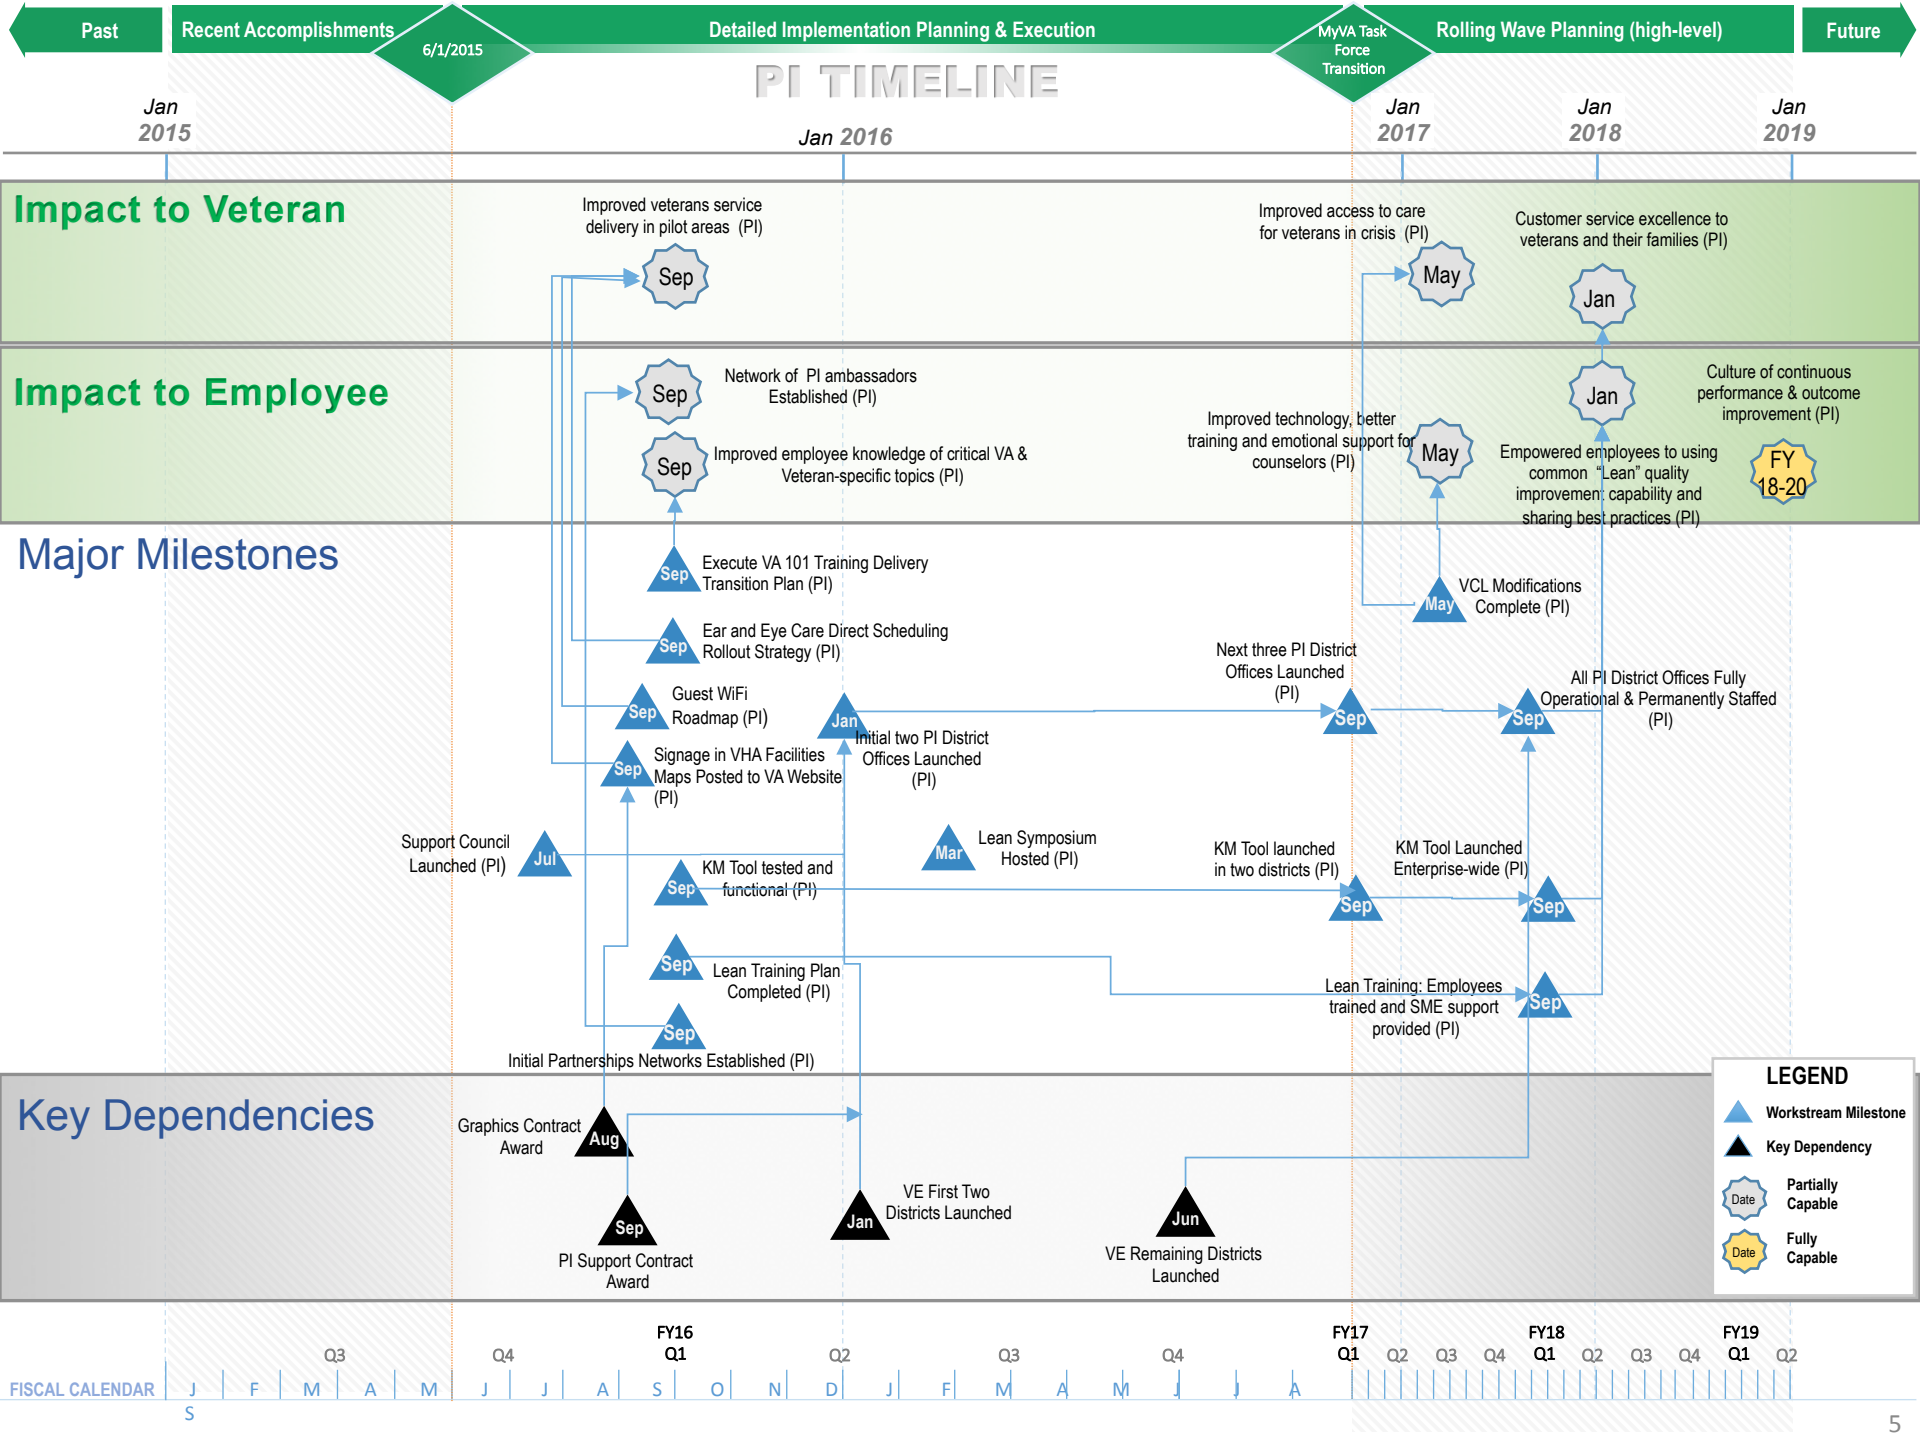 Past
Recent Accomplishments
6/1/2015
Detailed Implementation Planning & Execution
MyVA Task
Force
Transition
Rolling Wave Planning (high-level)
Future
PI TIMELINE
Jan
2015
Jan 2016
Jan
2017
Jan
2018
Jan
2019
Impact to Veteran
Improved veterans service
delivery in pilot areas (PI)
Sep
Improved access to care
for veterans in crisis (PI)
May
Customer service excellence to
veterans and their families (PI)
Jan
Impact to Employee
Sep
Network of PI ambassadors
Established (PI)
Sep
Improved employee knowledge of critical VA &
Veteran-specific topics (PI)
Improved technology, better
training and emotional support for
counselors (PI)
May
Jan
Empowered employees to using
common “Lean” quality
improvement capability and
sharing best practices (PI)
Culture of continuous
performance & outcome
improvement (PI)
FY
18-20
Major Milestones
Sep
Execute VA 101 Training Delivery
Transition Plan (PI)
May
VCL Modifications
Complete (PI)
Sep
Ear and Eye Care Direct Scheduling
Rollout Strategy (PI)
Sep
Guest WiFi
Roadmap (PI)
Jan
Initial two PI District
Offices Launched
(PI)
Next three PI District
Offices Launched
(PI)
Sep
Sep
All PI District Offices Fully
Operational & Permanently Staffed
(PI)
Sep
Signage in VHA Facilities
Maps Posted to VA Website
(PI)
Support Council
Launched (PI)
Jul
Mar
Lean Symposium
Hosted (PI)
Sep
KM Tool tested and
functional (PI)
KM Tool launched
in two districts (PI)
Sep
KM Tool Launched
Enterprise-wide (PI)
Sep
Sep
Lean Training Plan
Completed (PI)
Lean Training: Employees
trained and SME support
provided (PI)
Sep
Sep
Initial Partnerships Networks Established (PI)
Key Dependencies
Graphics Contract
Award
Aug
Sep
PI Support Contract
Award
Jan
VE First Two
Districts Launched
Jun
VE Remaining Districts
Launched
LEGEND
Workstream Milestone
Key Dependency
Date
Partially
Capable
Date
Fully
Capable
FY16
FY17
FY18
FY19
Q3 Q4 Q1 Q2 Q3 Q4 Q1 Q2 Q3 Q4 Q1 Q2 Q3 Q4 Q1 Q2
FISCAL CALENDAR J F M A M J J A S O N D J F M A M J J A
S
5